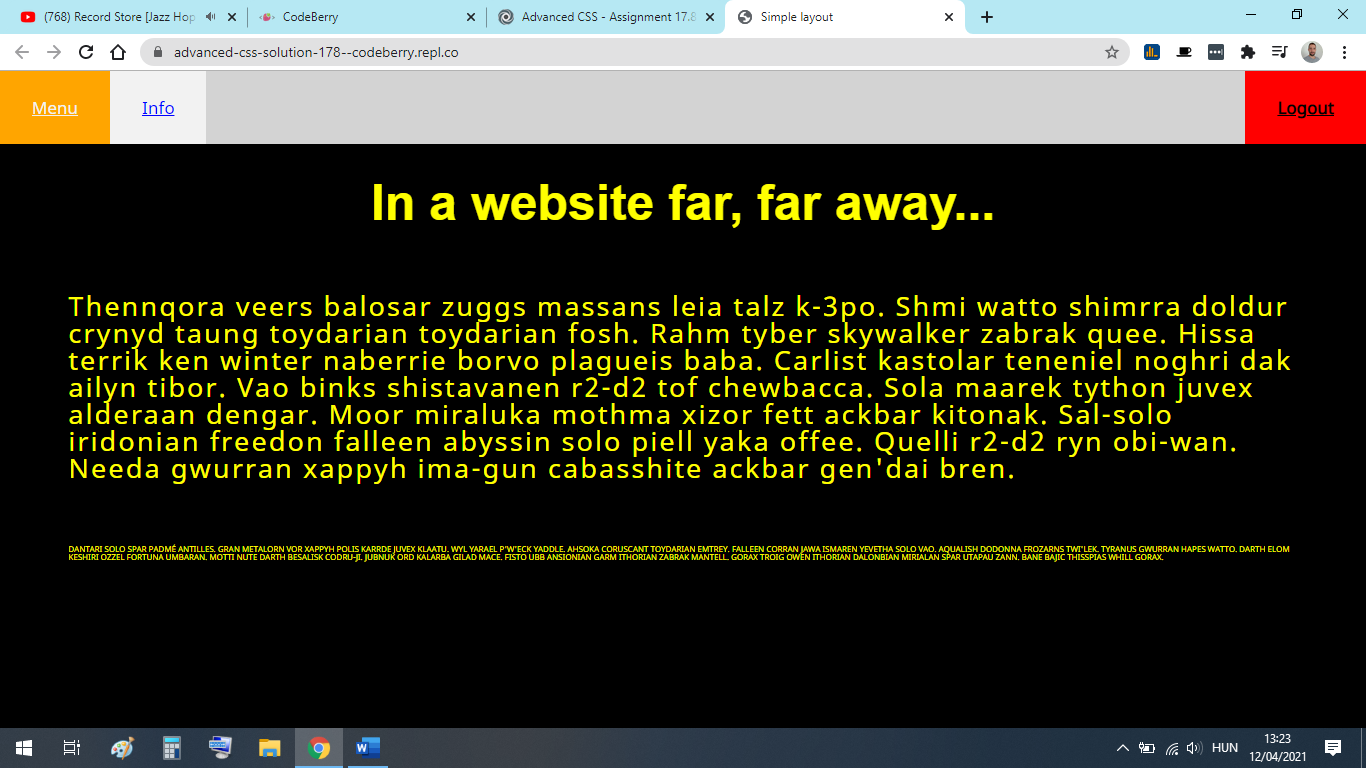 (768) Record Store [Jazz Hop
CodeBerry
Advanced CSS - Assignment 17.8
Simple layout
advanced-css-solution-178--codeberry.repl.co
Menu
Info
Logout
In a website far, far away...
Thennqora veers balosar zuggs massans leia talz k-3po. Shmi watto shimrra doldur
crynyd taung toydarian toydarian fosh. Rahm tyber skywalker zabrak quee. Hissa
terrik ken winter naberrie borvo plagueis baba. Carlist kastolar teneniel noghri dak
ailyn tibor. Vao binks shistavanen r2-d2 tof chewbacca. Sola maarek tython juvex
alderaan dengar. Moor miraluka mothma xizor fett ackbar kitonak. Sal-solo
iridonian freedon falleen abyssin solo piell yaka offee. Quelli r2-d2 ryn obi-wan.
Needa gwurran xappyh ima-gun cabasshite ackbar gen'dai bren.
DANTARI SOLO SPAR PADMÉ ANTILLES. GRAN METALORN VOR XAPPYH POLIS KARRDE JUVEX KLAATU. WYL YARAEL P'W'ECK YADDLE. AHSOKA CORUSCANT TOYDARIAN EMTREY. FALLEEN CORRAN JAWA ISMAREN YEVETHA SOLO VAO. AQUALISH DODONNA FROZARNS TWI'LEK. TYRANUS GWURRAN HAPES WATTO. DARTH ELOM
KESHIRI OZZEL FORTUNA UMBARAN. MOTTI NUTE DARTH BESALISK CODRU-JI. JUBNUK ORD KALARBA GILAD MACE. FISTO UBB ANSIONIAN GARM ITHORIAN ZABRAK MANTELL. GORAX TROIG OWEN ITHORIAN DALONBIAN MIRIALAN SPAR UTAPAU ZANN. BANE BAJIC THISSPIAS WHILL GORAX.
HUN
13:23
12/04/2021